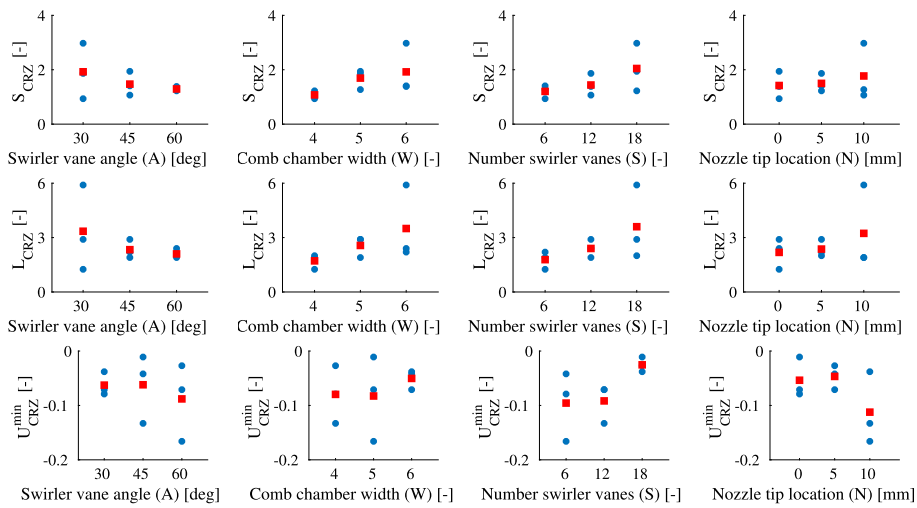 4 4 4 4
S_CRZ [-] S_CRZ [-] S_CRZ [-] S_CRZ [-]
2 2 2 2
0 0 0 0
30 45 60 4 5 6 6 12 18 0 5 10
Swirler vane angle (A) [deg] Comb chamber width (W) [-] Number swirler vanes (S) [-] Nozzle tip location (N) [mm]
6 6 6 6
L_CRZ [-] L_CRZ [-] L_CRZ [-] L_CRZ [-]
3 3 3 3
0 0 0 0
30 45 60 4 5 6 6 12 18 0 5 10
Swirler vane angle (A) [deg] Comb chamber width (W) [-] Number swirler vanes (S) [-] Nozzle tip location (N) [mm]
0 0 0 0
U^min_CRZ [-] U^min_CRZ [-] U^min_CRZ [-] U^min_CRZ [-]
-0.1 -0.1 -0.1 -0.1
-0.2 -0.2 -0.2 -0.2
30 45 60 4 5 6 6 12 18 0 5 10
Swirler vane angle (A) [deg] Comb chamber width (W) [-] Number swirler vanes (S) [-] Nozzle tip location (N) [mm]